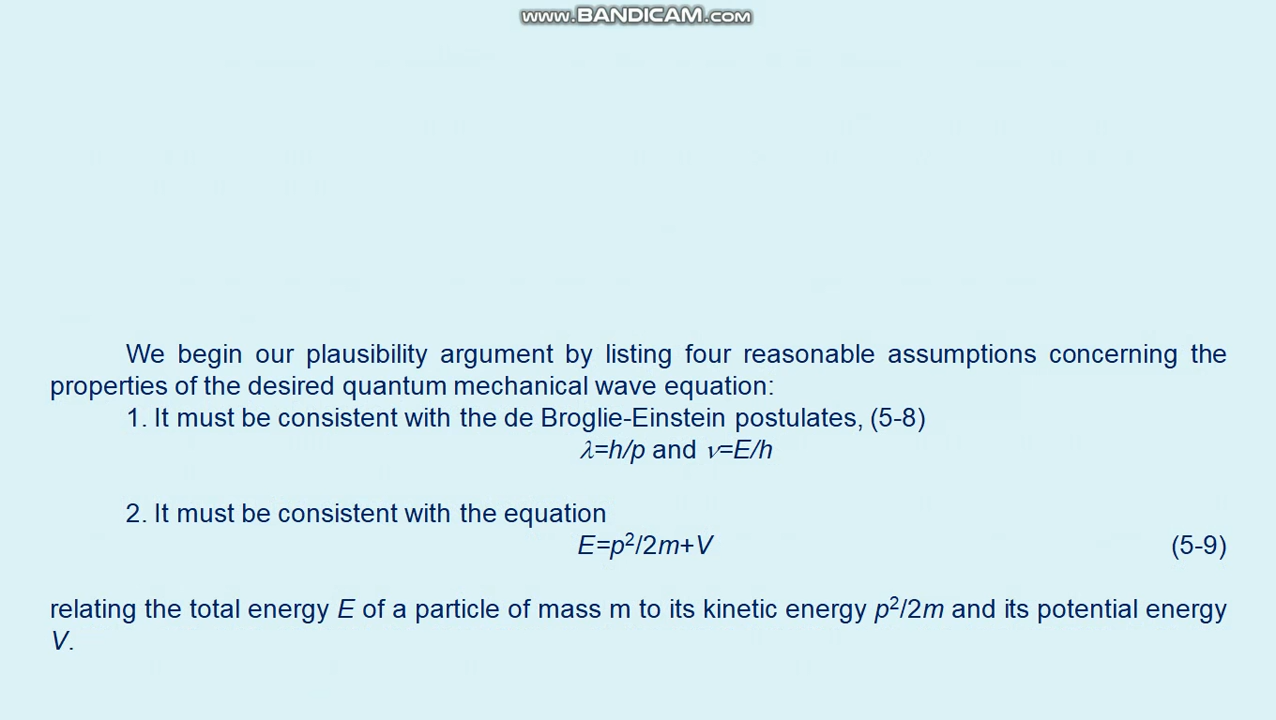 www.BANDICAM.com
We begin our plausibility argument by listing four reasonable assumptions concerning the
properties of the desired quantum mechanical wave equation:
1. It must be consistent with the de Broglie-Einstein postulates, (5-8)
λ=h/p and ν=E/h
2. It must be consistent with the equation
E=p²/2m+V (5-9)
relating the total energy E of a particle of mass m to its kinetic energy p²/2m and its potential energy
V.